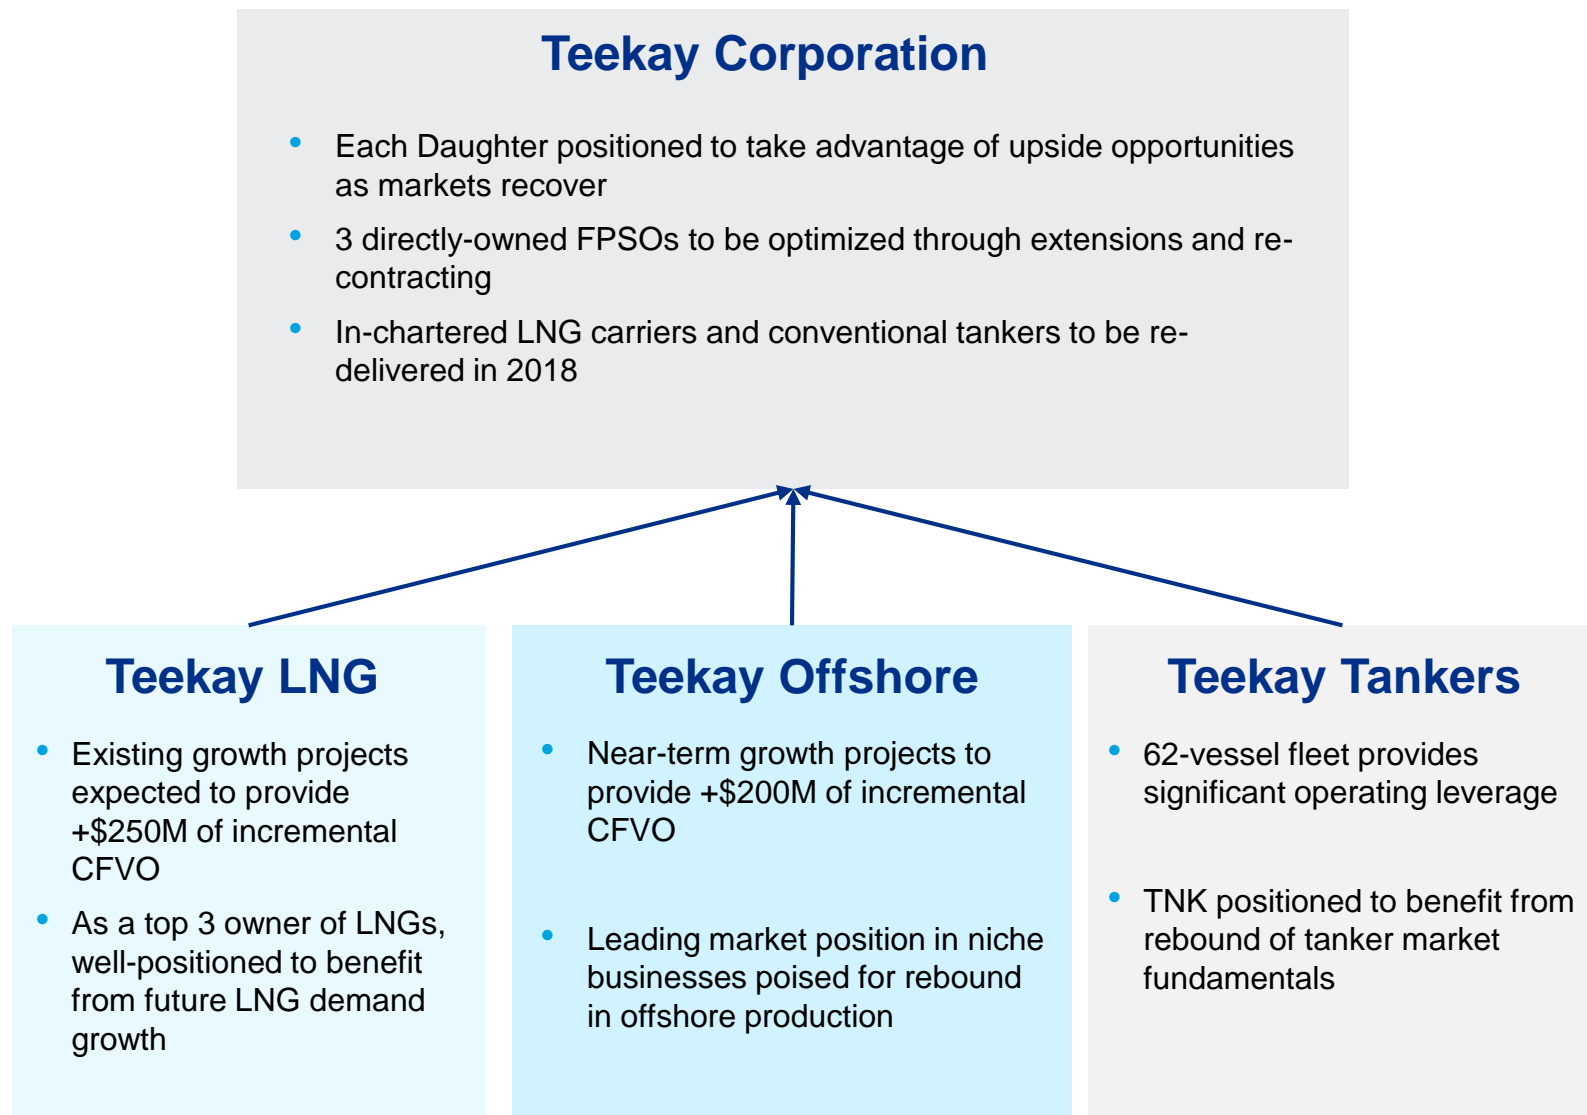 Teekay Corporation
• Each Daughter positioned to take advantage of upside opportunities
as markets recover
• 3 directly-owned FPSOs to be optimized through extensions and re-
contracting
• In-chartered LNG carriers and conventional tankers to be re-
delivered in 2018
Teekay LNG
• Existing growth projects
expected to provide
+$250M of incremental
CFVO
• As a top 3 owner of LNGs,
well-positioned to benefit
from future LNG demand
growth
Teekay Offshore
• Near-term growth projects to
provide +$200M of incremental
CFVO
• Leading market position in niche
businesses poised for rebound
in offshore production
Teekay Tankers
• 62-vessel fleet provides
significant operating leverage
• TNK positioned to benefit from
rebound of tanker market
fundamentals